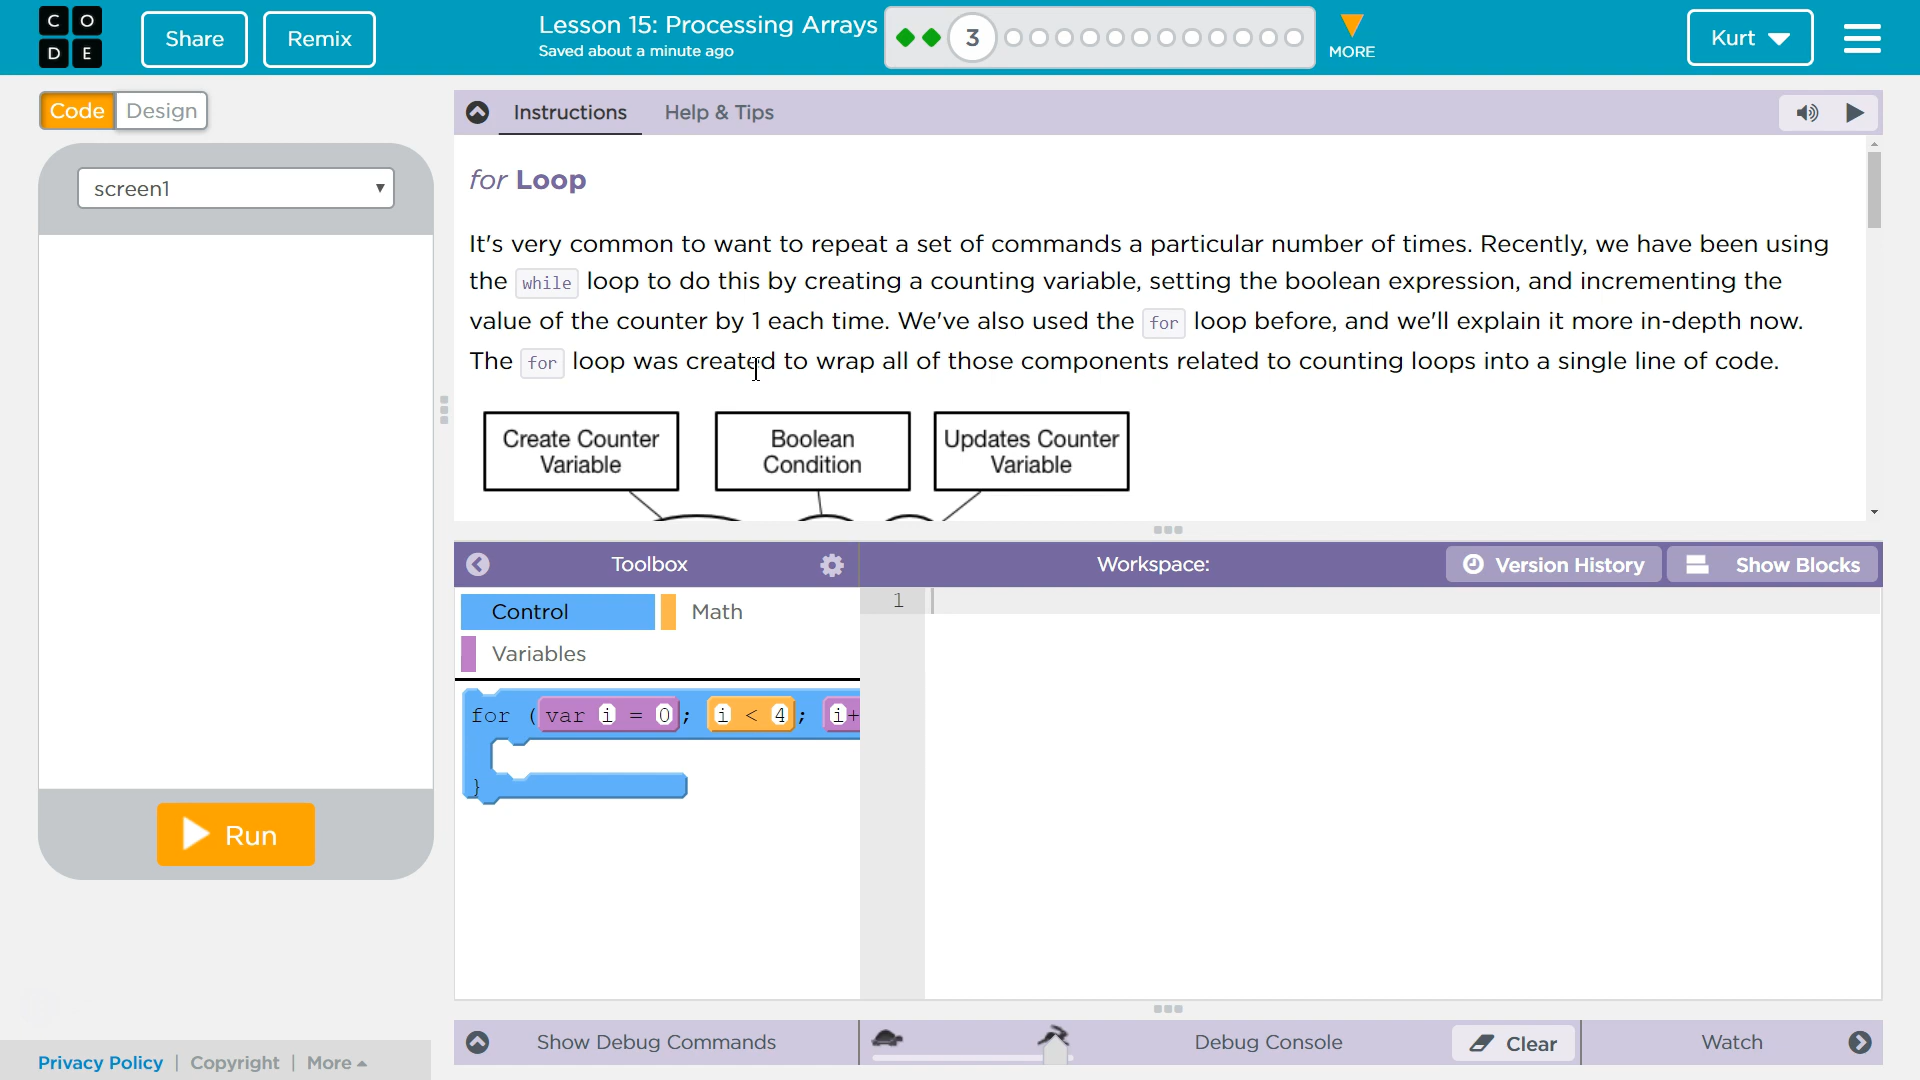 CODE
Share
Remix
Lesson 15: Processing Arrays
Saved about a minute ago
3
MORE
Kurt
Code
Design
screen1
Run
Instructions
Help & Tips
for Loop
It's very common to want to repeat a set of commands a particular number of times. Recently, we have been using
the while loop to do this by creating a counting variable, setting the boolean expression, and incrementing the
value of the counter by 1 each time. We've also used the for loop before, and we'll explain it more in-depth now.
The for loop was created to wrap all of those components related to counting loops into a single line of code.
Create Counter
Variable
Boolean
Condition
Updates Counter
Variable
Toolbox
Workspace:
Version History
Show Blocks
Control
Math
Variables
for (var i = 0; i < 4; i+
}
1
Show Debug Commands
Debug Console
Clear
Watch
Privacy Policy | Copyright | More